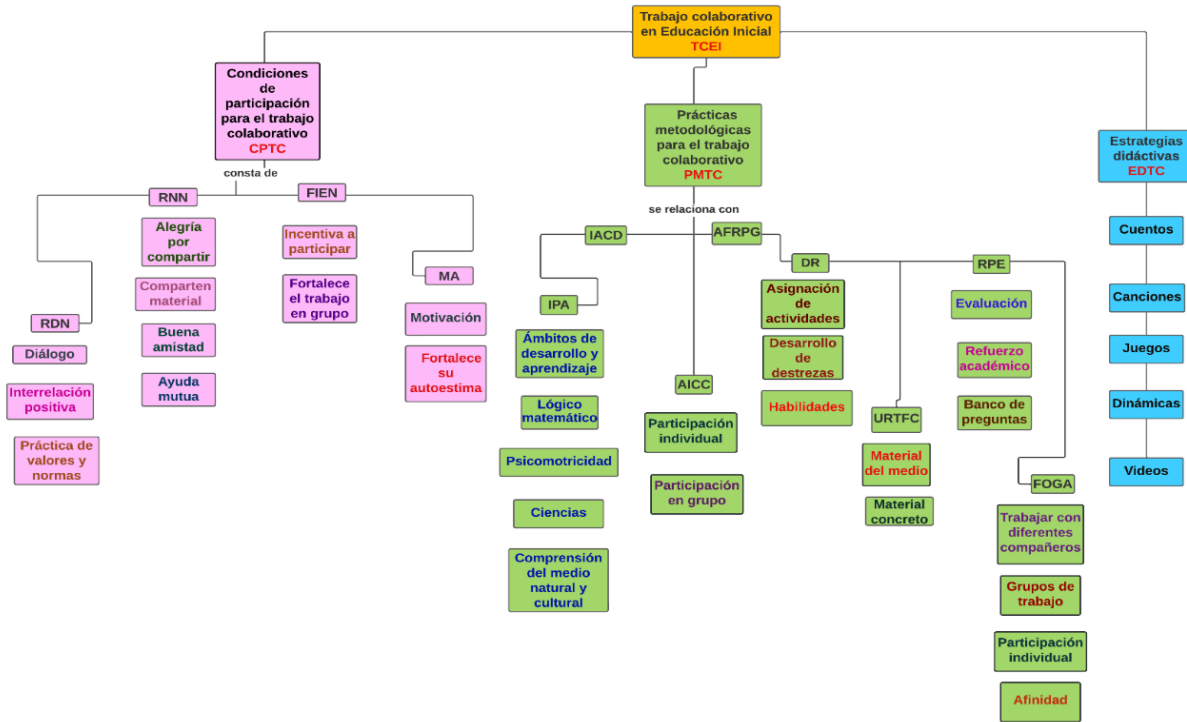 Trabajo colaborativo
en Educación Inicial
TCEI
Condiciones
de
participación
para el trabajo
colaborativo
CPTC
consta de
RNN
Alegría
por
compartir
Comparten
material
Buena
amistad
Ayuda
mutua
FIEN
Incentiva a
participar
Fortalece
el trabajo
en grupo
RDN
Diálogo
Interrelación
positiva
Práctica de
valores y
normas
MA
Motivación
Fortalece
su
autoestima
Prácticas
metodológicas
para el trabajo
colaborativo
PMTC
se relaciona con
IACD
AFRPG
IPA
Ámbitos de
desarrollo y
aprendizaje
Lógico
matemático
Psicomotricidad
Ciencias
Comprensión
del medio
natural y
cultural
AICC
Participación
individual
Participación
en grupo
DR
Asignación
de
actividades
Desarrollo
de
destrezas
Habilidades
URTFC
Material
del medio
Material
concreto
RPE
Evaluación
Refuerzo
académico
Banco de
preguntas
FOGA
Trabajar con
diferentes
compañeros
Grupos de
trabajo
Participación
individual
Afinidad
Estrategias
didáctivas
EDTC
Cuentos
Canciones
Juegos
Dinámicas
Videos